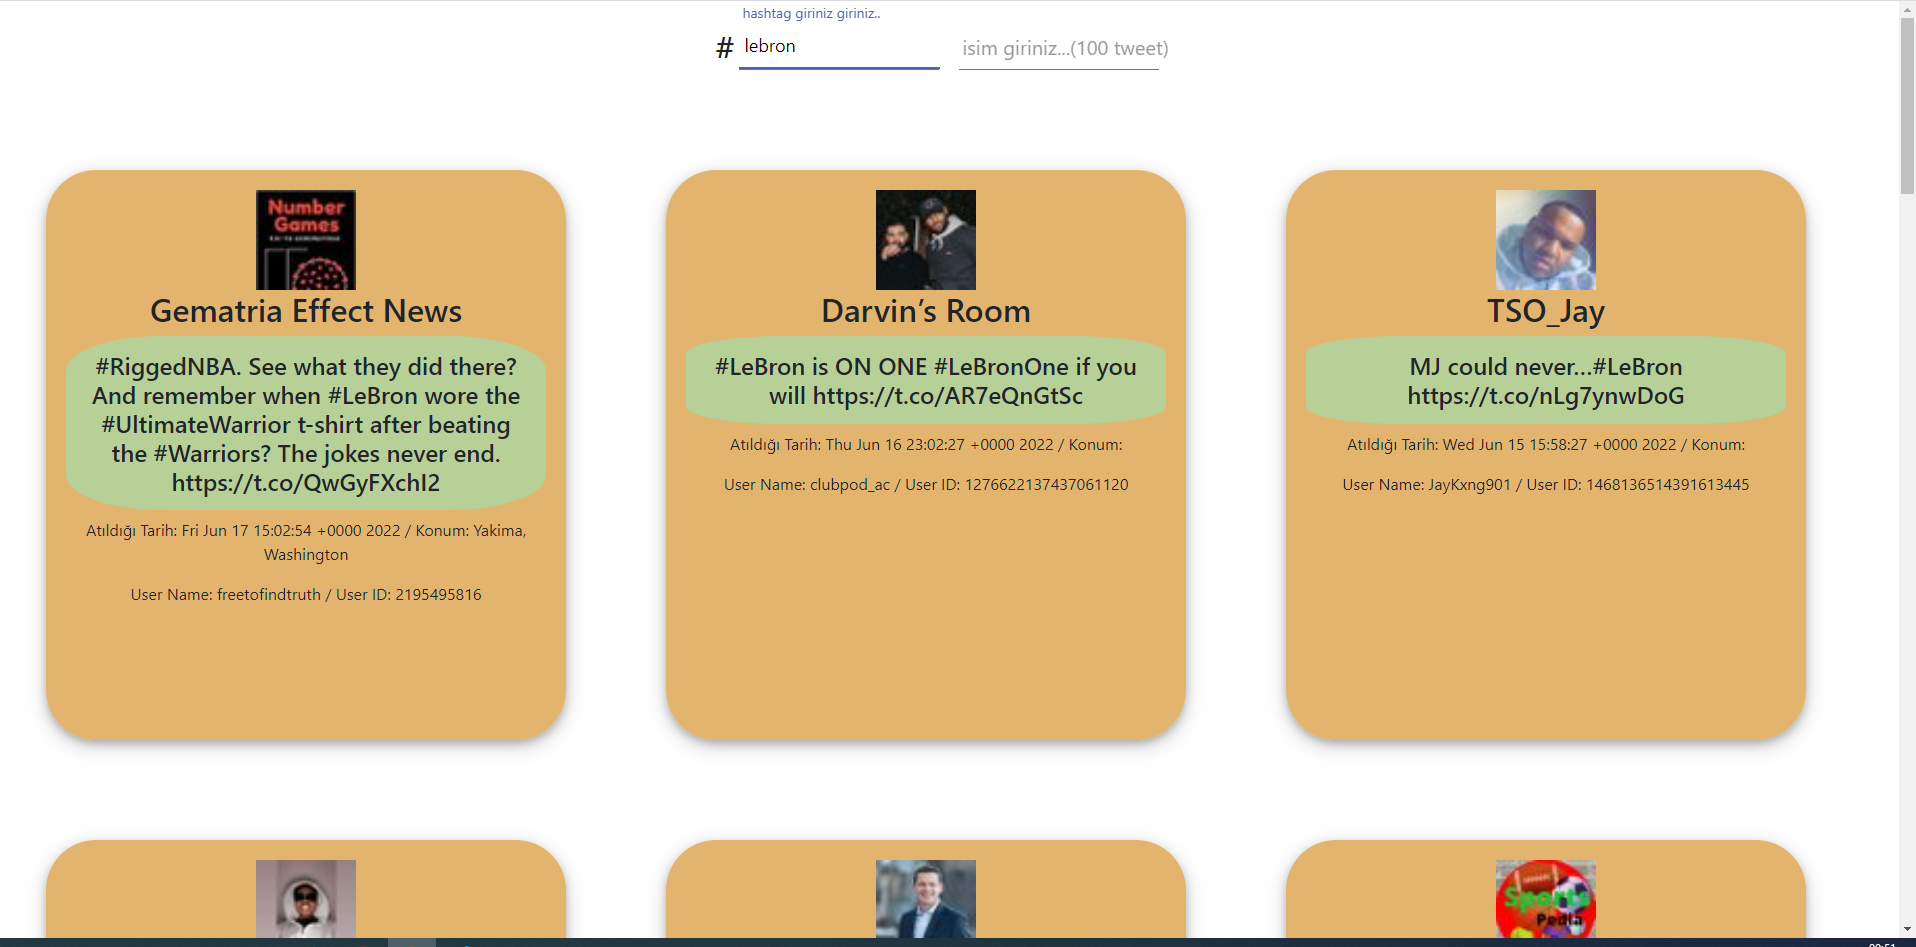 hashtag giriniz giriniz..
# lebron
isim giriniz...(100 tweet)
Number
Games
Gematria Effect News
#RiggedNBA. See what they did there?
And remember when #LeBron wore the
#UltimateWarrior t-shirt after beating
the #Warriors? The jokes never end.
https://t.co/QwGyFXchI2
Atıldığı Tarih: Fri Jun 17 15:02:54 +0000 2022 / Konum: Yakima,
Washington
User Name: freetofindtruth / User ID: 2195495816
Darvin’s Room
#LeBron is ON ONE #LeBronOne if you
will https://t.co/AR7eQnGtSc
Atıldığı Tarih: Thu Jun 16 23:02:27 +0000 2022 / Konum:
User Name: clubpod_ac / User ID: 1276622137437061120
TSO_Jay
MJ could never...#LeBron
https://t.co/nLg7ynwDoG
Atıldığı Tarih: Wed Jun 15 15:58:27 +0000 2022 / Konum:
User Name: JayKxng901 / User ID: 1468136514391613445
Sports
Pedia